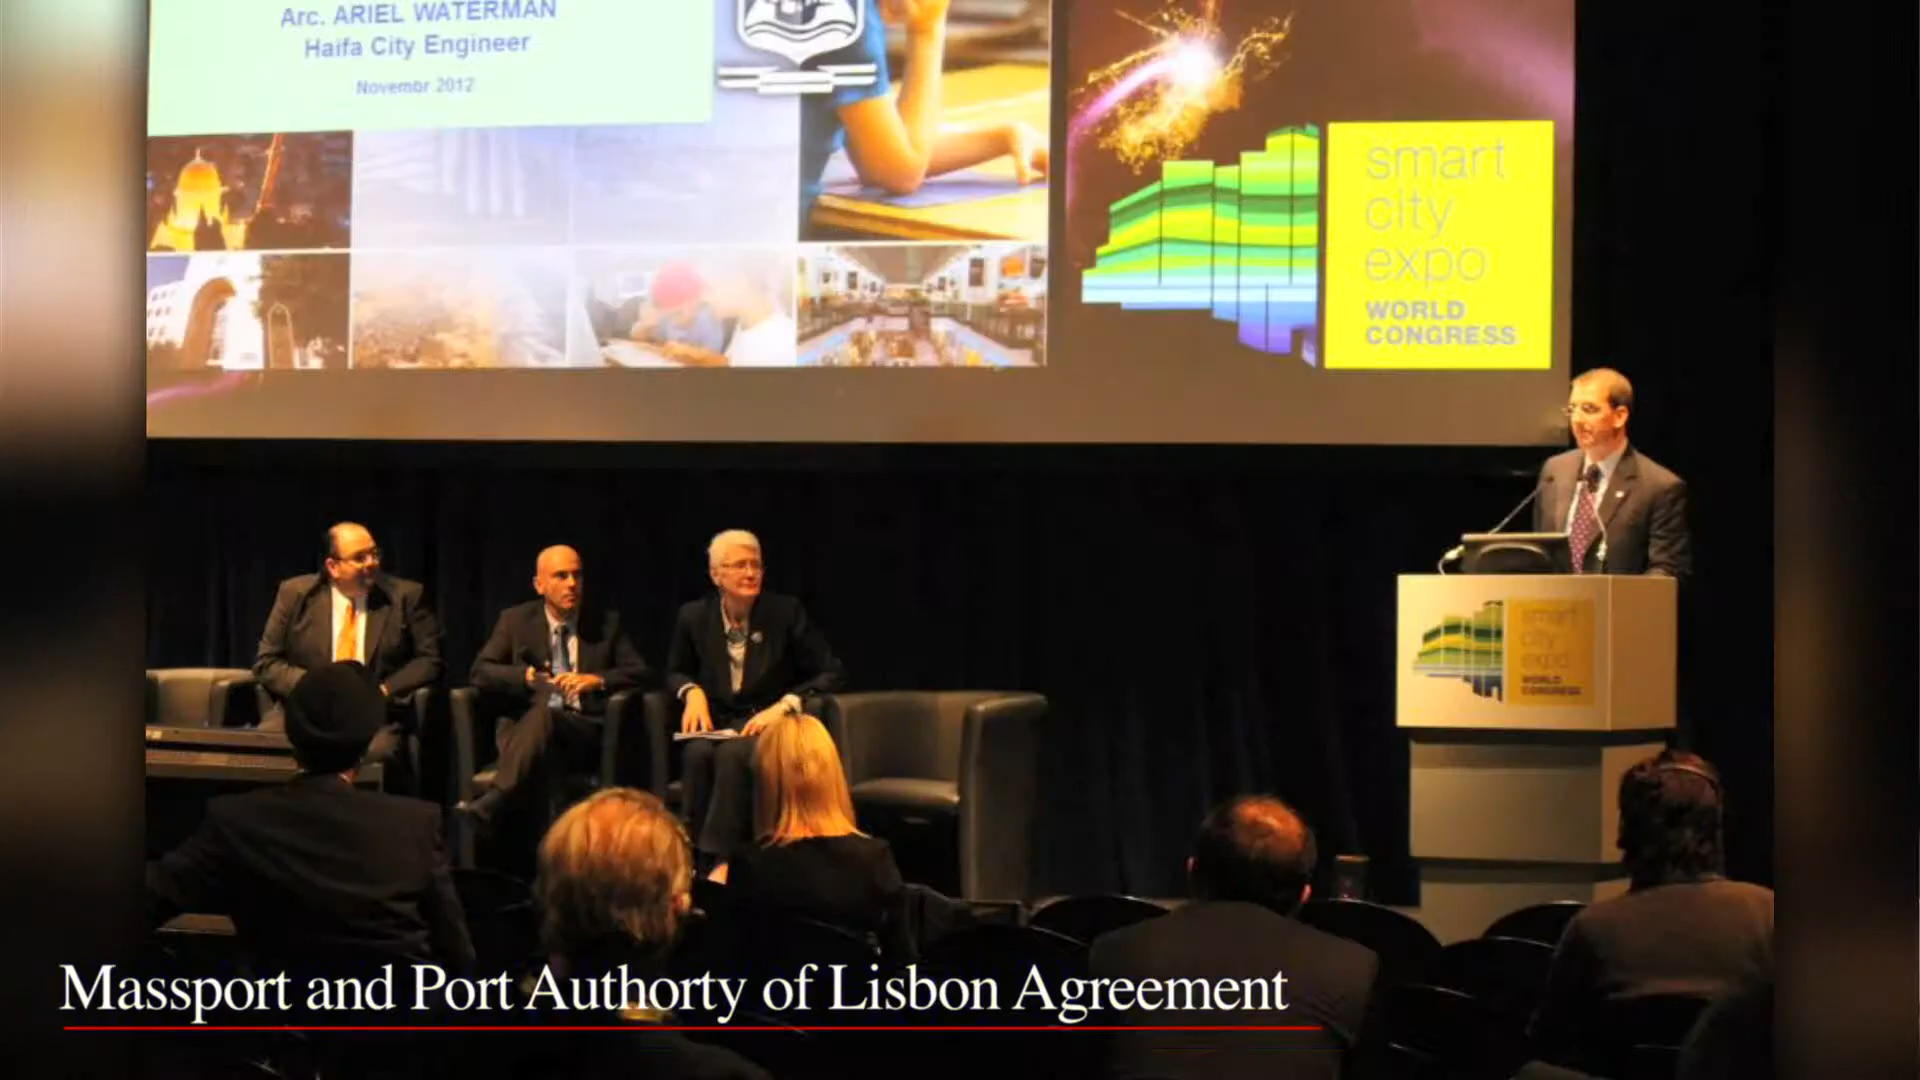 Arc. ARIEL WATERMAN
Haifa City Engineer
Novembr 2012
smart
city
expo
WORLD
CONGRESS
smart
city
expo
WORLD
CONGRESS
Massport and Port Authorty of Lisbon Agreement